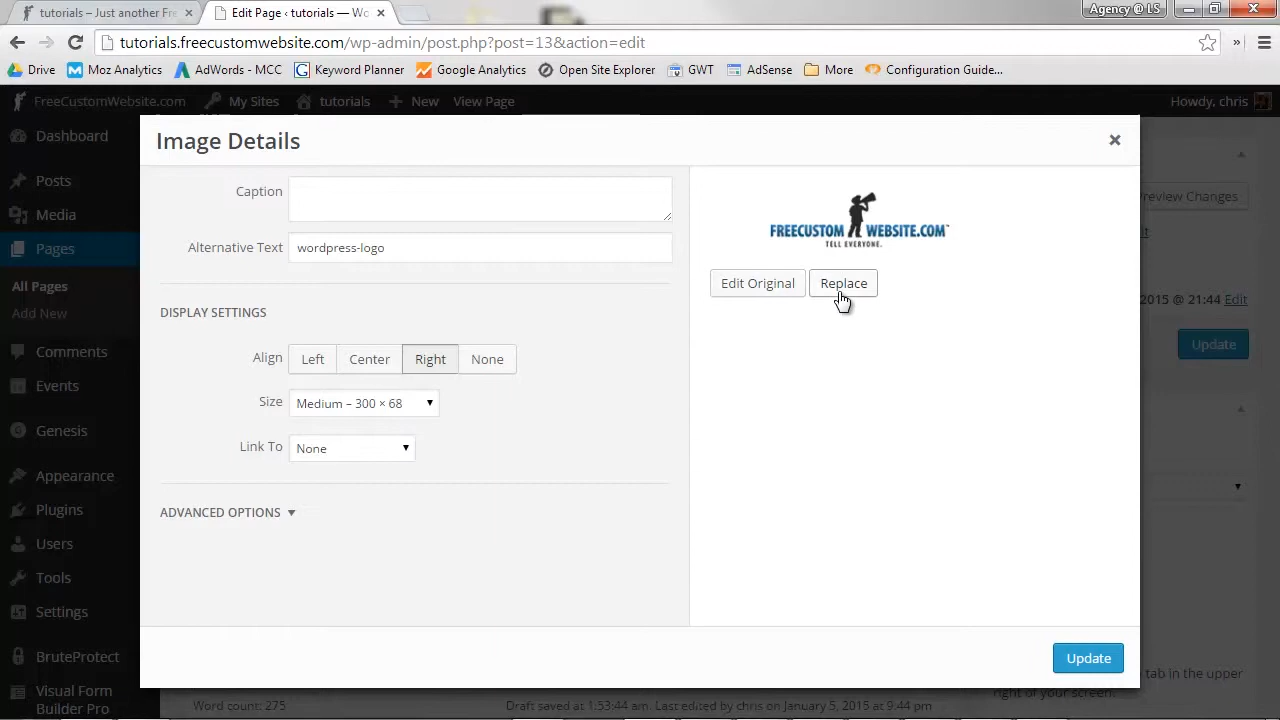 tutorials – Just another Fre
Edit Page ‹ tutorials — Wo
Agency @ LS
tutorials.freecustomwebsite.com/wp-admin/post.php?post=13&action=edit
Drive
Moz Analytics
AdWords - MCC
Keyword Planner
Google Analytics
Open Site Explorer
GWT
AdSense
More
Configuration Guide...
FreeCustomWebsite.com
My Sites
tutorials
New
View Page
Howdy, chris
Dashboard
Posts
Media
Pages
All Pages
Add New
Comments
Events
Genesis
Appearance
Plugins
Users
Tools
Settings
BruteProtect
Visual Form
Builder Pro
Image Details
Caption
Alternative Text
wordpress-logo
DISPLAY SETTINGS
Align
Left
Center
Right
None
Size
Medium – 300 × 68
Link To
None
ADVANCED OPTIONS
FREECUSTOM WEBSITE.COM™
TELL EVERYONE.
Edit Original
Replace
Update
review Changes
2015 @ 21:44 Edit
Update
tab in the upper
right of your screen.
Word count: 275
Draft saved at 1:53:44 am. Last edited by chris on January 5, 2015 at 9:44 pm